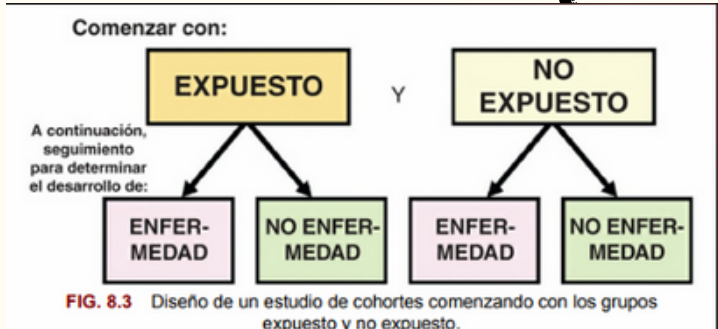 Comenzar con:
EXPUESTO
Y
NO
EXPUESTO
A continuación,
seguimiento
para determinar
el desarrollo de:
ENFER-
MEDAD
NO ENFER-
MEDAD
ENFER-
MEDAD
NO ENFER-
MEDAD
FIG. 8.3 Diseño de un estudio de cohortes comenzando con los grupos
expuesto y no expuesto.